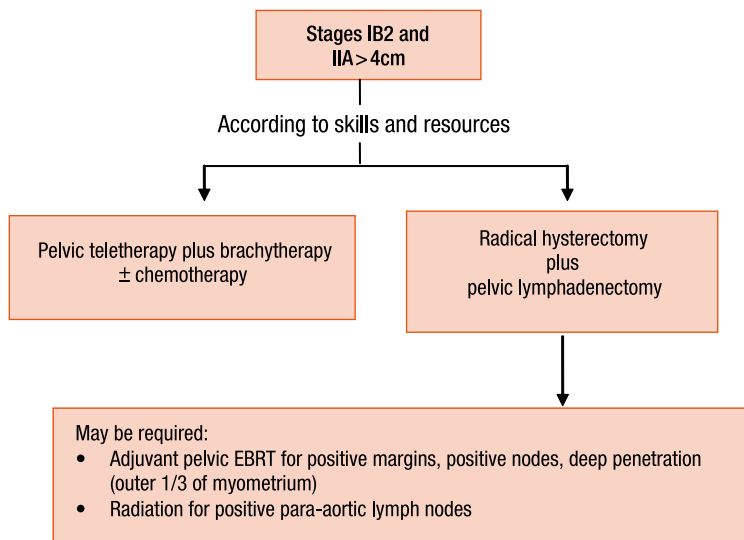 Stages IB2 and
IIA > 4cm
According to skills and resources
Pelvic teletherapy plus brachytherapy
± chemotherapy
Radical hysterectomy
plus
pelvic lymphadenectomy
May be required:
• Adjuvant pelvic EBRT for positive margins, positive nodes, deep penetration
(outer 1/3 of myometrium)
• Radiation for positive para-aortic lymph nodes